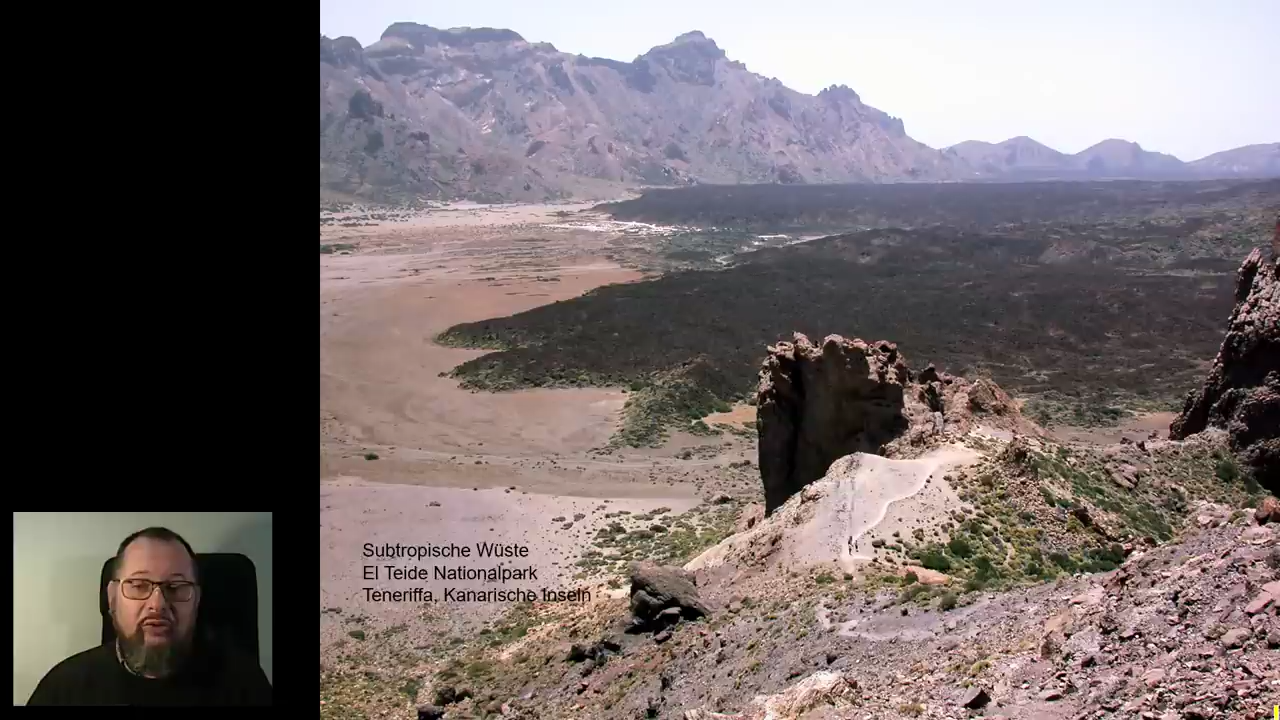 Subtropische Wüste
El Teide Nationalpark
Teneriffa, Kanarische Inseln